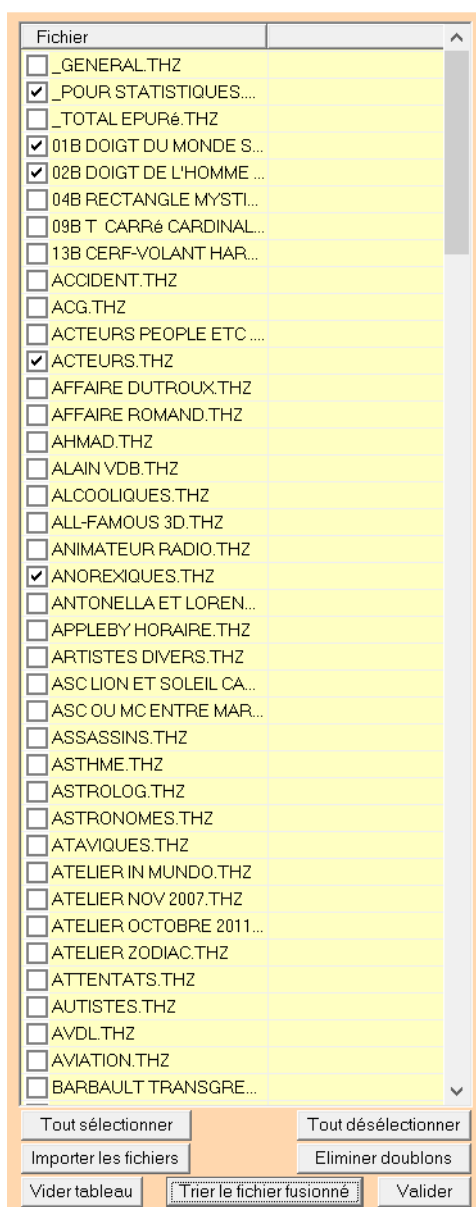 Fichier
_GENERAL.THZ
_POUR STATISTIQUES....
_TOTAL EPURé.THZ
01B DOIGT DU MONDE S...
02B DOIGT DE L'HOMME ...
04B RECTANGLE MYSTI...
09B T CARRé CARDINAL...
13B CERF-VOLANT HAR...
ACCIDENT.THZ
ACG.THZ
ACTEURS PEOPLE ETC ....
ACTEURS.THZ
AFFAIRE DUTROUX.THZ
AFFAIRE ROMAND.THZ
AHMAD.THZ
ALAIN VDB.THZ
ALCOOLIQUES.THZ
ALL-FAMOUS 3D.THZ
ANIMATEUR RADIO.THZ
ANOREXIQUES.THZ
ANTONELLA ET LOREN...
APPLEBY HORAIRE.THZ
ARTISTES DIVERS.THZ
ASC LION ET SOLEIL CA...
ASC OU MC ENTRE MAR...
ASSASSINS.THZ
ASTHME.THZ
ASTROLOG.THZ
ASTRONOMES.THZ
ATAVIQUES.THZ
ATELIER IN MUNDO.THZ
ATELIER NOV 2007.THZ
ATELIER OCTOBRE 2011...
ATELIER ZODIAC.THZ
ATTENTATS.THZ
AUTISTES.THZ
AVDL.THZ
AVIATION.THZ
BARBAULT TRANSGRE...
Tout sélectionner Tout désélectionner
Importer les fichiers Eliminer doublons
Vider tableau Trier le fichier fusionné Valider